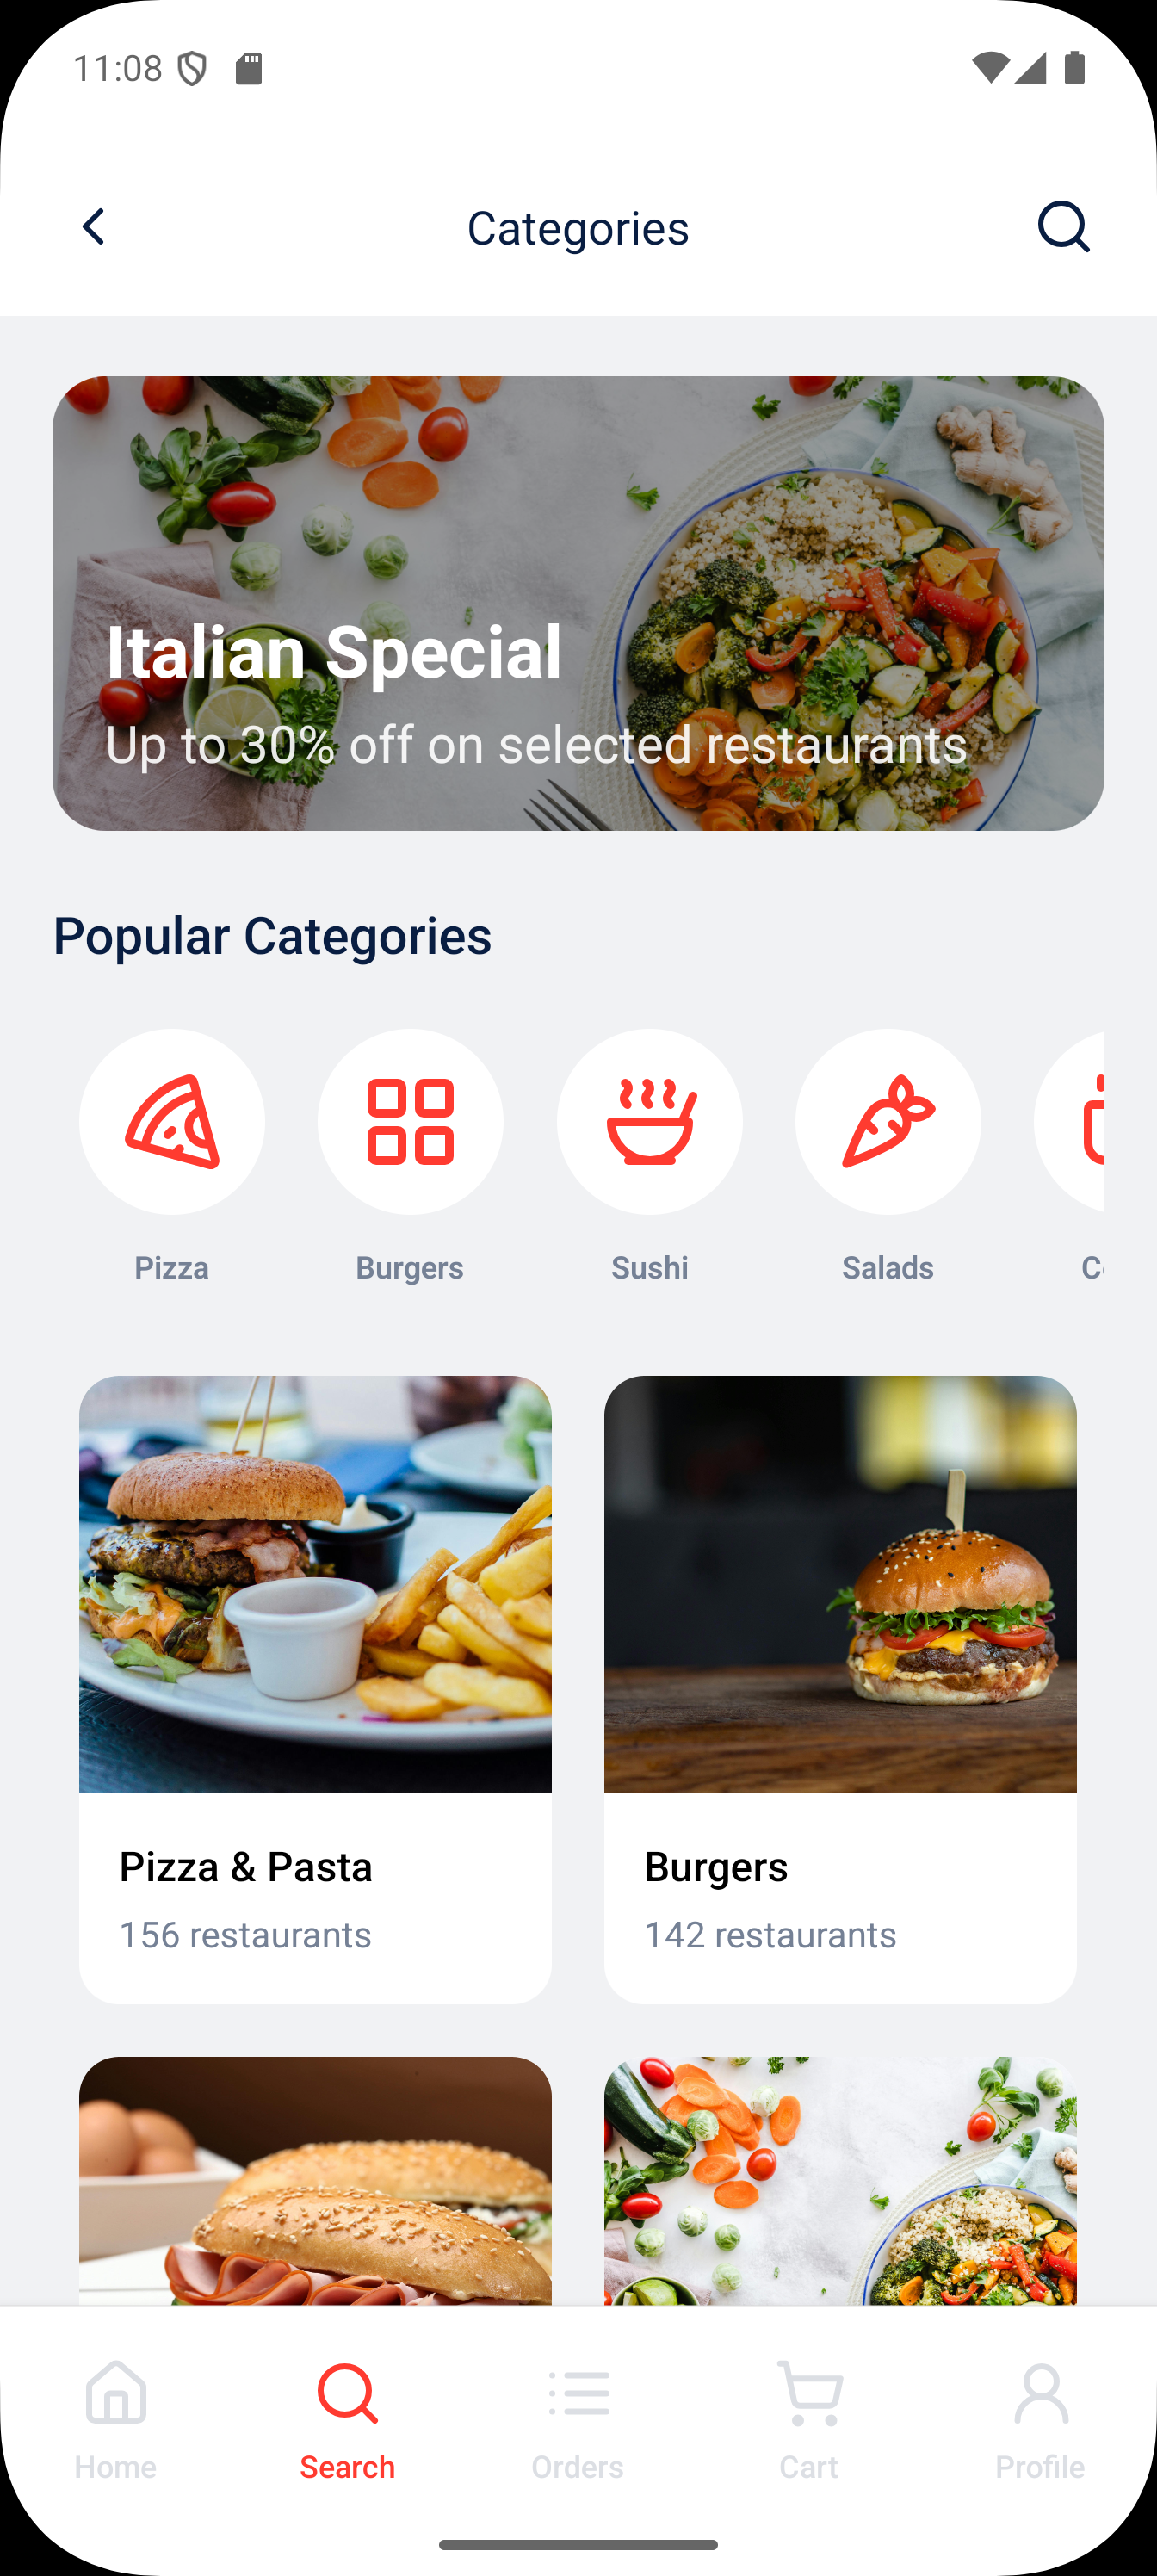 11:08
Categories
Italian Special
Up to 30% off on selected restaurants
Popular Categories
Pizza
Burgers
Sushi
Salads
Pizza & Pasta
156 restaurants
Burgers
142 restaurants
Home
Search
Orders
Cart
Profile